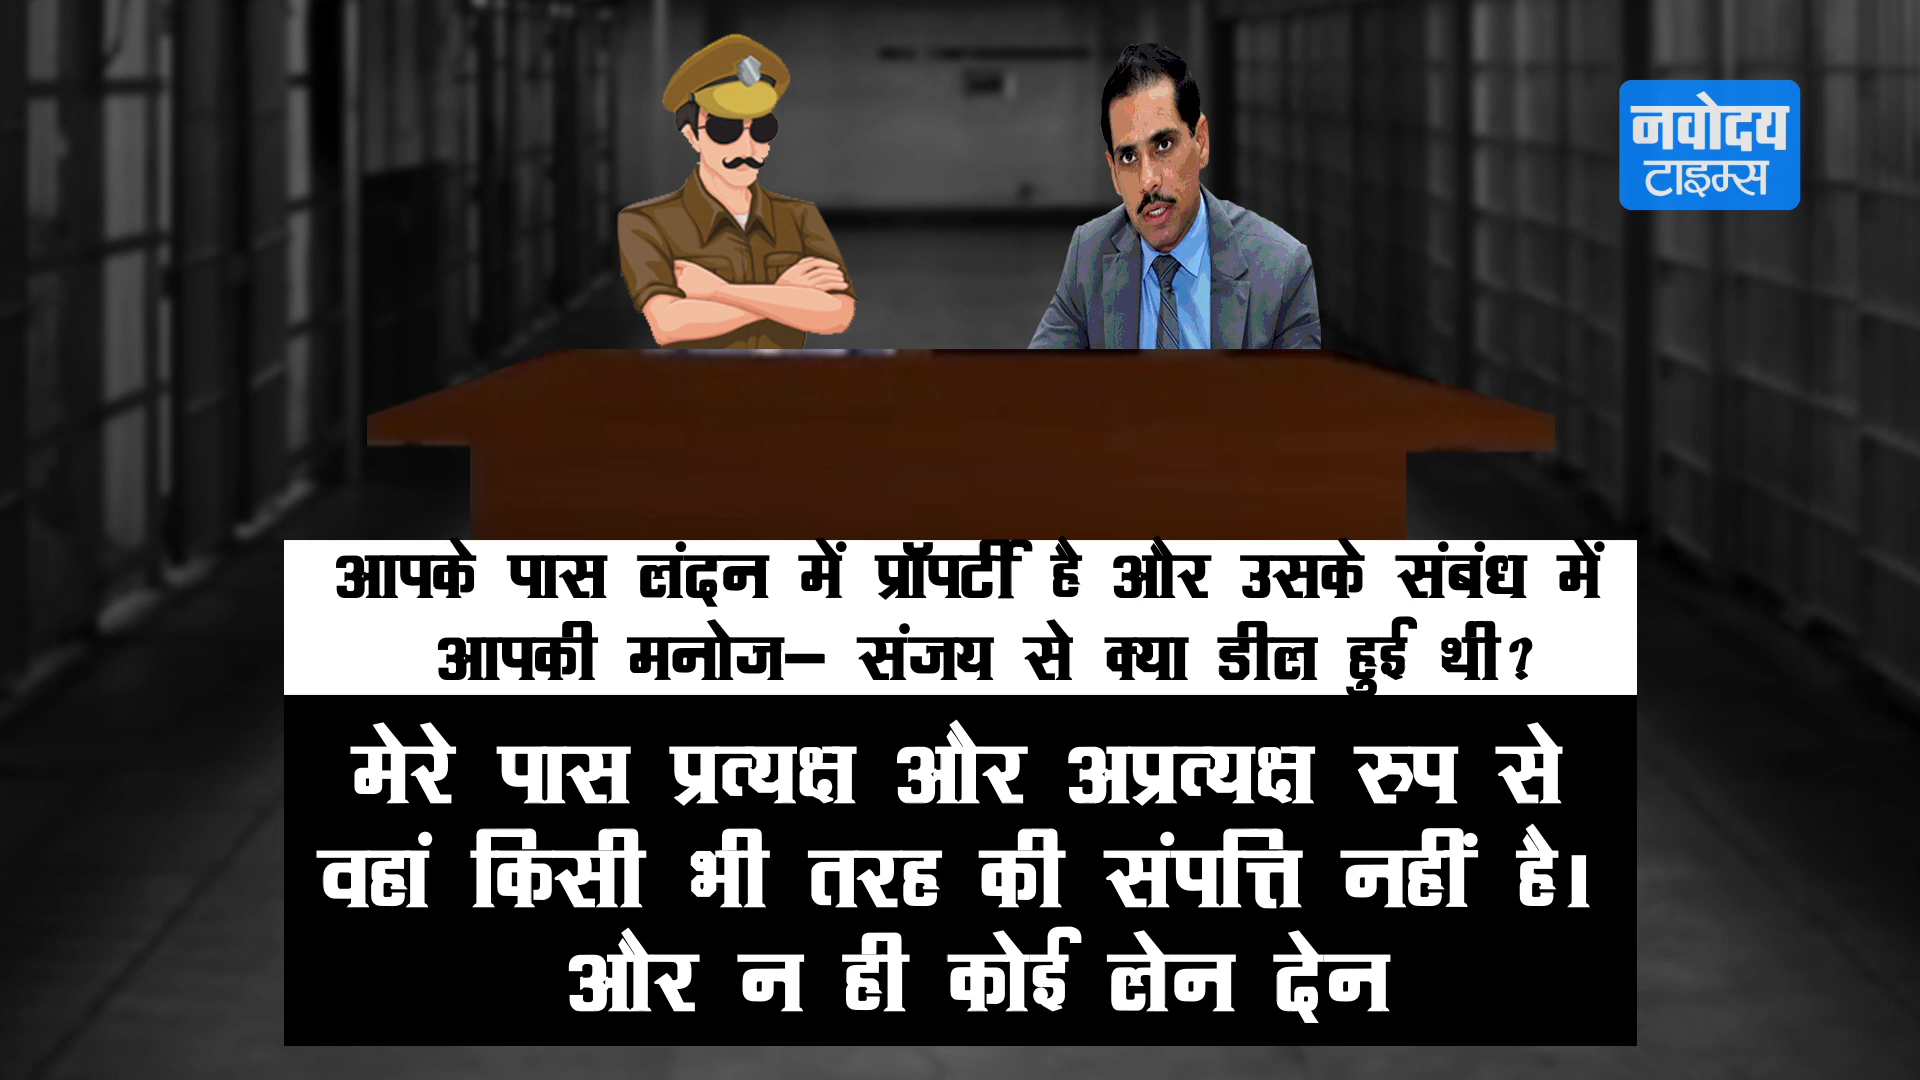 नवोदय
टाइम्स
आपके पास लंदन में प्रॉपर्टी है और उसके संबंध में
आपकी मनोज- संजय से क्या डील हुई थी?
मेरे पास प्रत्यक्ष और अप्रत्यक्ष रुप से
वहां किसी भी तरह की संपत्ति नहीं है।
और न ही कोई लेन देन